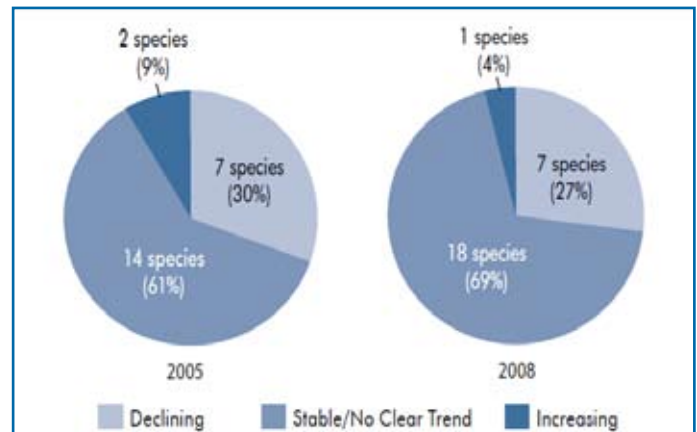 2 species
(9%)
7 species
(30%)
14 species
(61%)
2005
1 species
(4%)
7 species
(27%)
18 species
(69%)
2008
Declining
Stable/No Clear Trend
Increasing